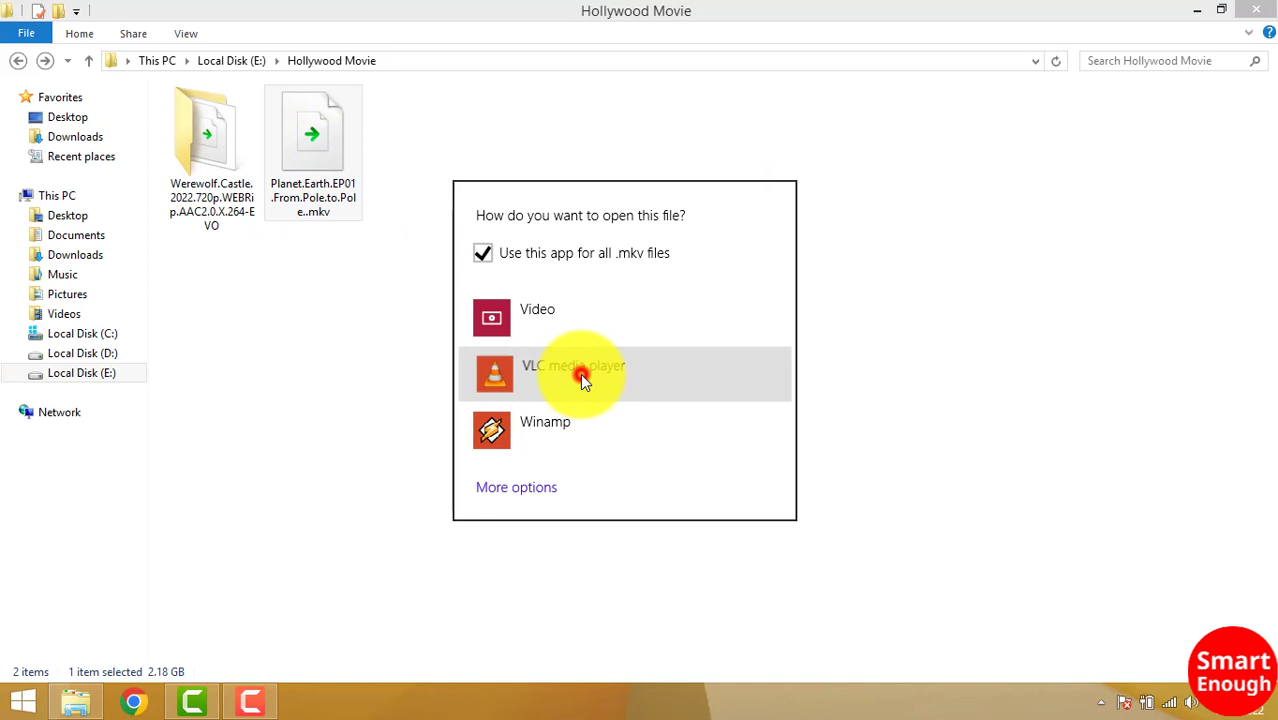 Hollywood Movie
File
Home
Share
View
This PC
Local Disk (E:)
Hollywood Movie
Search Hollywood Movie
Favorites
Desktop
Downloads
Recent places
This PC
Desktop
Documents
Downloads
Music
Pictures
Videos
Local Disk (C:)
Local Disk (D:)
Local Disk (E:)
Network
Werewolf.Castle.
2022.720p.WEBRi
p.AAC2.0.X.264-E
VO
Planet.Earth.EP01
.From.Pole.to.Pol
e..mkv
How do you want to open this file?
Use this app for all .mkv files
Video
VLC media player
Winamp
More options
2 items
1 item selected 2.18 GB
Smart
Enough